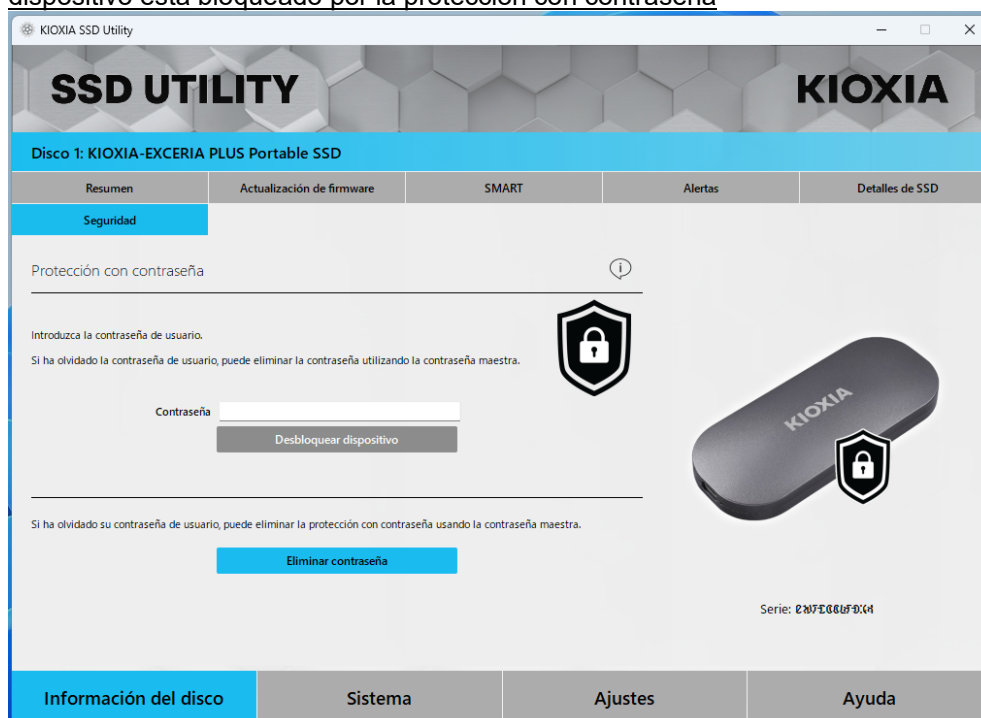 dispositivo está bloqueado por la protección con contraseña
KIOXIA SSD Utility
SSD UTILITY
KIOXIA
Disco 1: KIOXIA-EXCERIA PLUS Portable SSD
Resumen
Actualización de firmware
SMART
Alertas
Detalles de SSD
Seguridad
Protección con contraseña
Introduzca la contraseña de usuario.
Si ha olvidado la contraseña de usuario, puede eliminar la contraseña utilizando la contraseña maestra.
Contraseña
Desbloquear dispositivo
KIOXIA
Si ha olvidado su contraseña de usuario, puede eliminar la protección con contraseña usando la contraseña maestra.
Eliminar contraseña
Serie:
Información del disco
Sistema
Ajustes
Ayuda